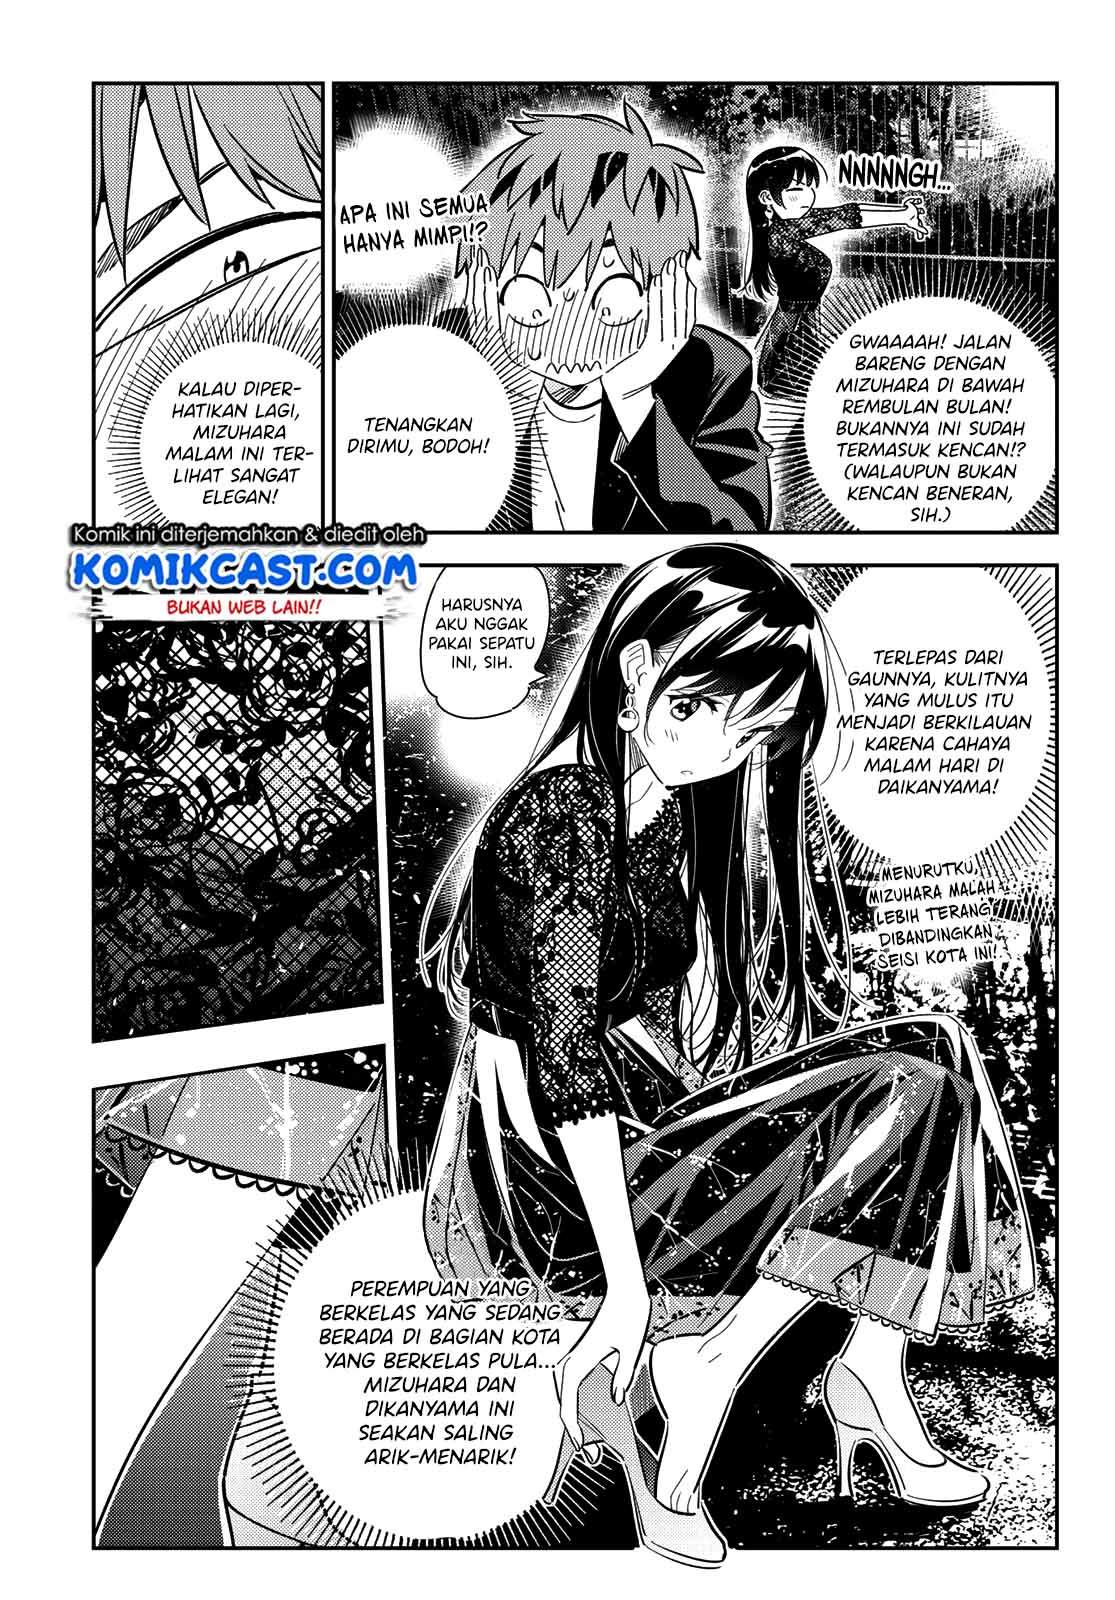 NNNNNGH...
GWAAAAH! JALAN
BARENG DENGAN
MIZUHARA DI BAWAH
REMBULAN BULAN!
BUKANNYA INI SUDAH
TERMASUK KENCAN!?
(WALAUPUN BUKAN
KENCAN BENERAN,
SIH.)
APA INI SEMUA
HANYA MIMPI!?
TENANGKAN
DIRIMU, BODOH!
KALAU DIPER-
HATIKAN LAGI,
MIZUHARA
MALAM INI TER-
LIHAT SANGAT
ELEGAN!
Komik ini diterjemahkan & diedit oleh
KOMIKCAST.COM
BUKAN WEB LAIN!!
HARUSNYA
AKU NGGAK
PAKAI SEPATU
INI, SIH.
TERLEPAS DARI
GAUNNYA, KULITNYA
YANG MULUS ITU
MENJADI BERKILAUAN
KARENA CAHAYA
MALAM HARI DI
DAIKANYAMA!
MENURUTKU,
MIZUHARA MALAH
LEBIH TERANG
DIBANDINGKAN
SEISI KOTA INI!
PEREMPUAN YANG
BERKELAS YANG SEDANG
BERADA DI BAGIAN KOTA
YANG BERKELAS PULA...
MIZUHARA DAN
DIKANYAMA INI
SEAKAN SALING
ARIK-MENARIK!